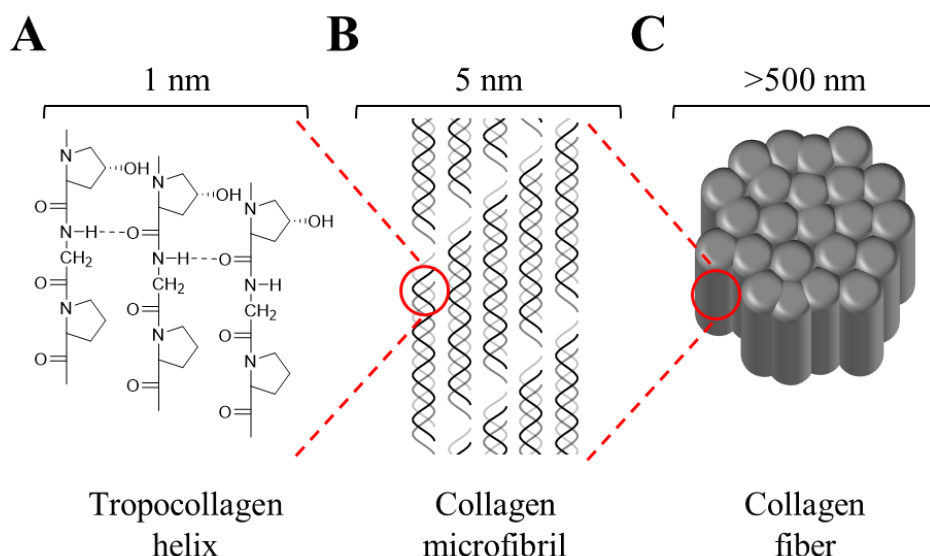 A B C
1 nm 5 nm >500 nm
N
OH
N
O
OH
N
N-H
O
OH
CH2
N-H
O
O
CH2
N-H
N
O
CH2
O
N
O
O
N
O
Tropocollagen Collagen Collagen
helix microfibril fiber